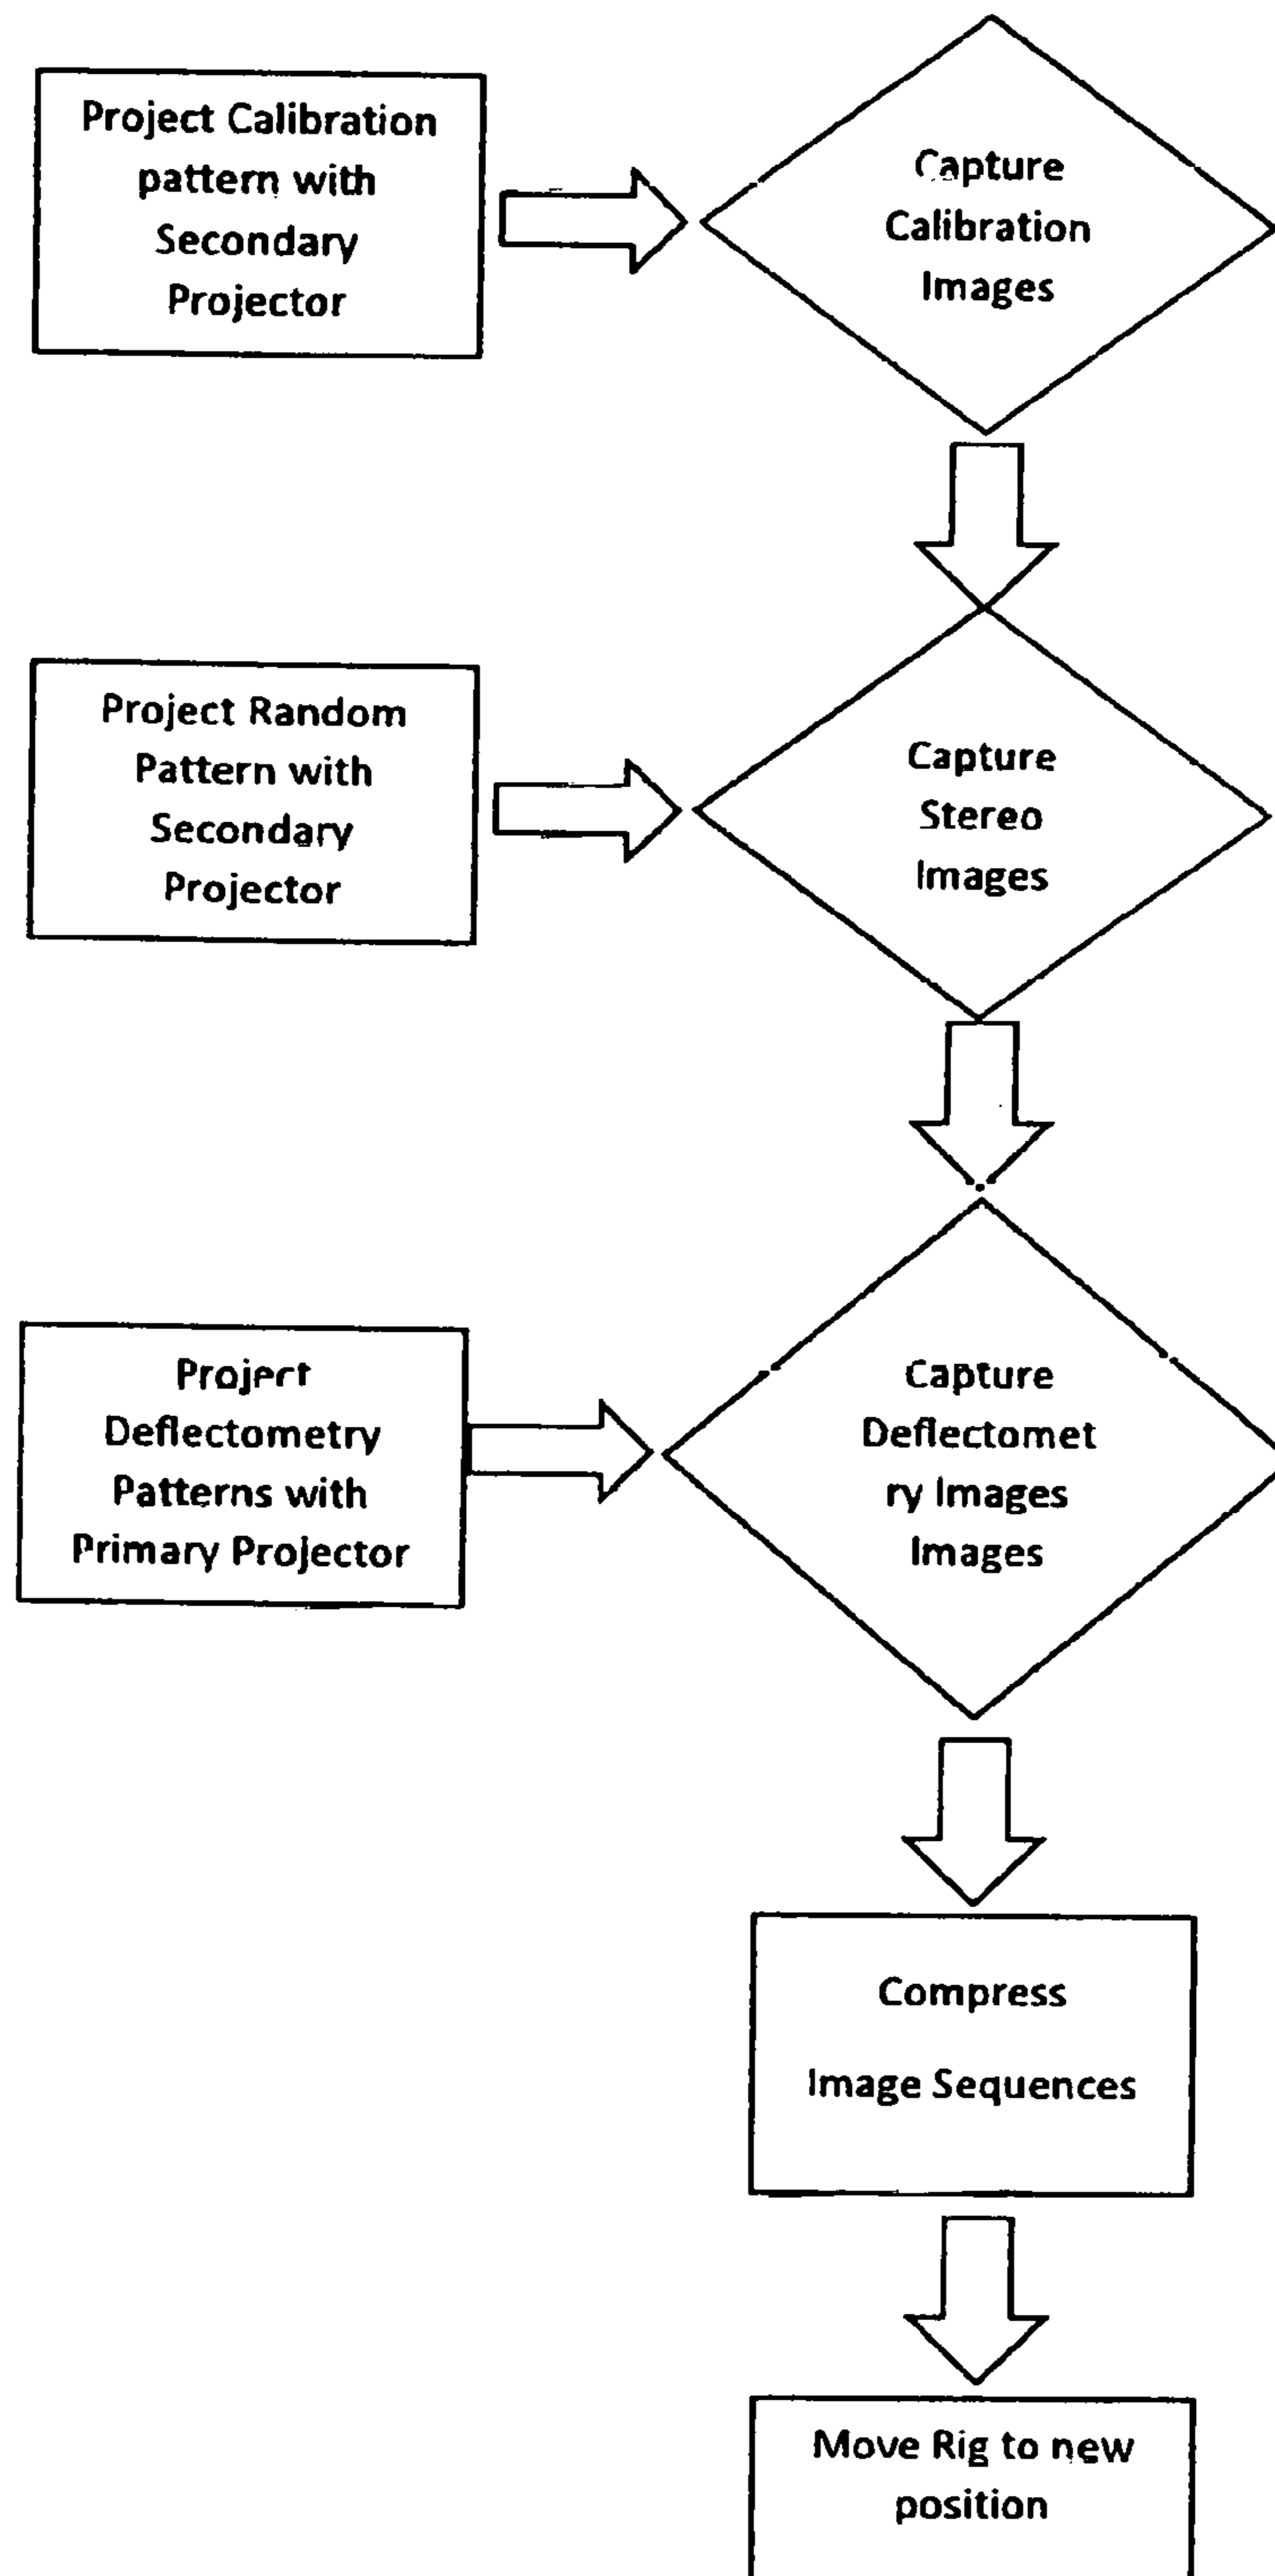 Project Calibration
pattern with
Secondary
Projector
Capture
Calibration
Images
Project Random
Pattern with
Secondary
Projector
Capture
Stereo
Images
Project
Deflectometry
Patterns with
Primary Projector
Capture
Deflectomet
ry Images
Images
Compress
Image Sequences
Move Rig to new
position